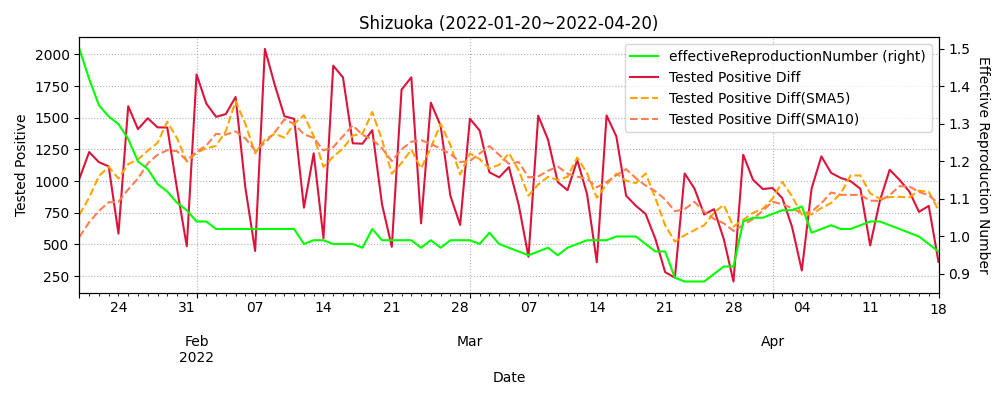 Shizuoka (2022-01-20~2022-04-20)
effectiveReproductionNumber (right)
Tested Positive Diff
Tested Positive Diff(SMA5)
Tested Positive Diff(SMA10)
Tested Positive
2000
1750
1500
1250
1000
750
500
250
1.5
1.4
1.3
1.2
1.1
1.0
0.9
Effective Reproduction Number
24 31 07 14 21 28 07 14 21 28 04 11 18
Feb Mar Apr
2022
Date